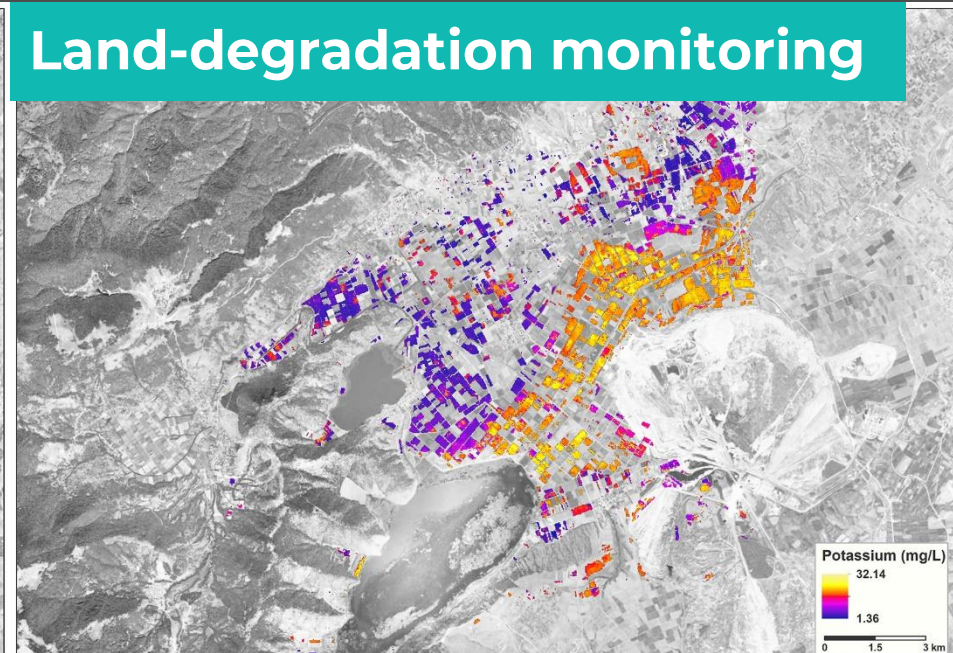 Land-degradation monitoring
Potassium (mg/L)
32.14
1.36
0 1.5 3 km